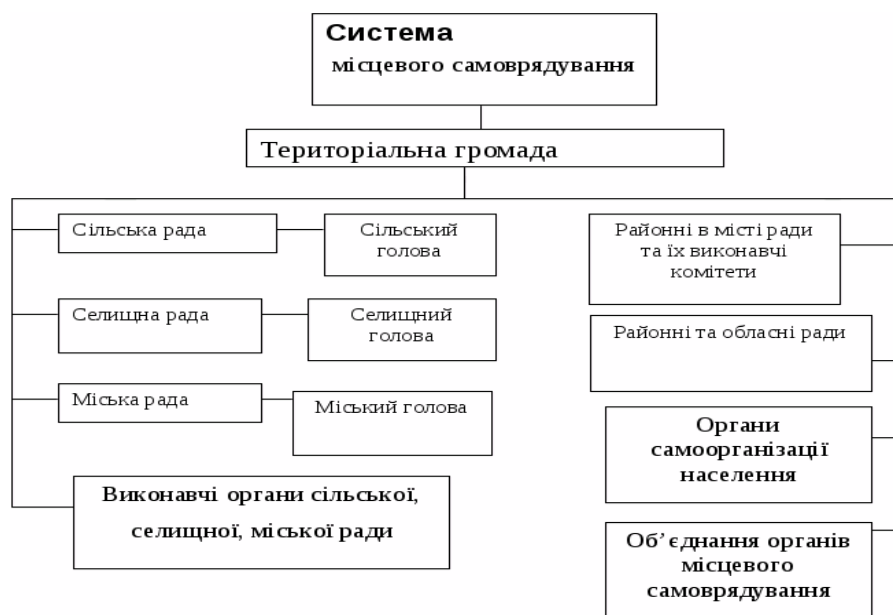 Система
місцевого самоврядування
Територіальна громада
Сільська рада
Сільський
голова
Селищна рада
Селищний
голова
Міська рада
Міський голова
Виконавчі органи сільської,
селищної, міської ради
Районні в місті ради
та їх виконавчі
комітети
Районні та обласні ради
Органи
самоорганізації
населення
Об’єднання органів
місцевого
самоврядування